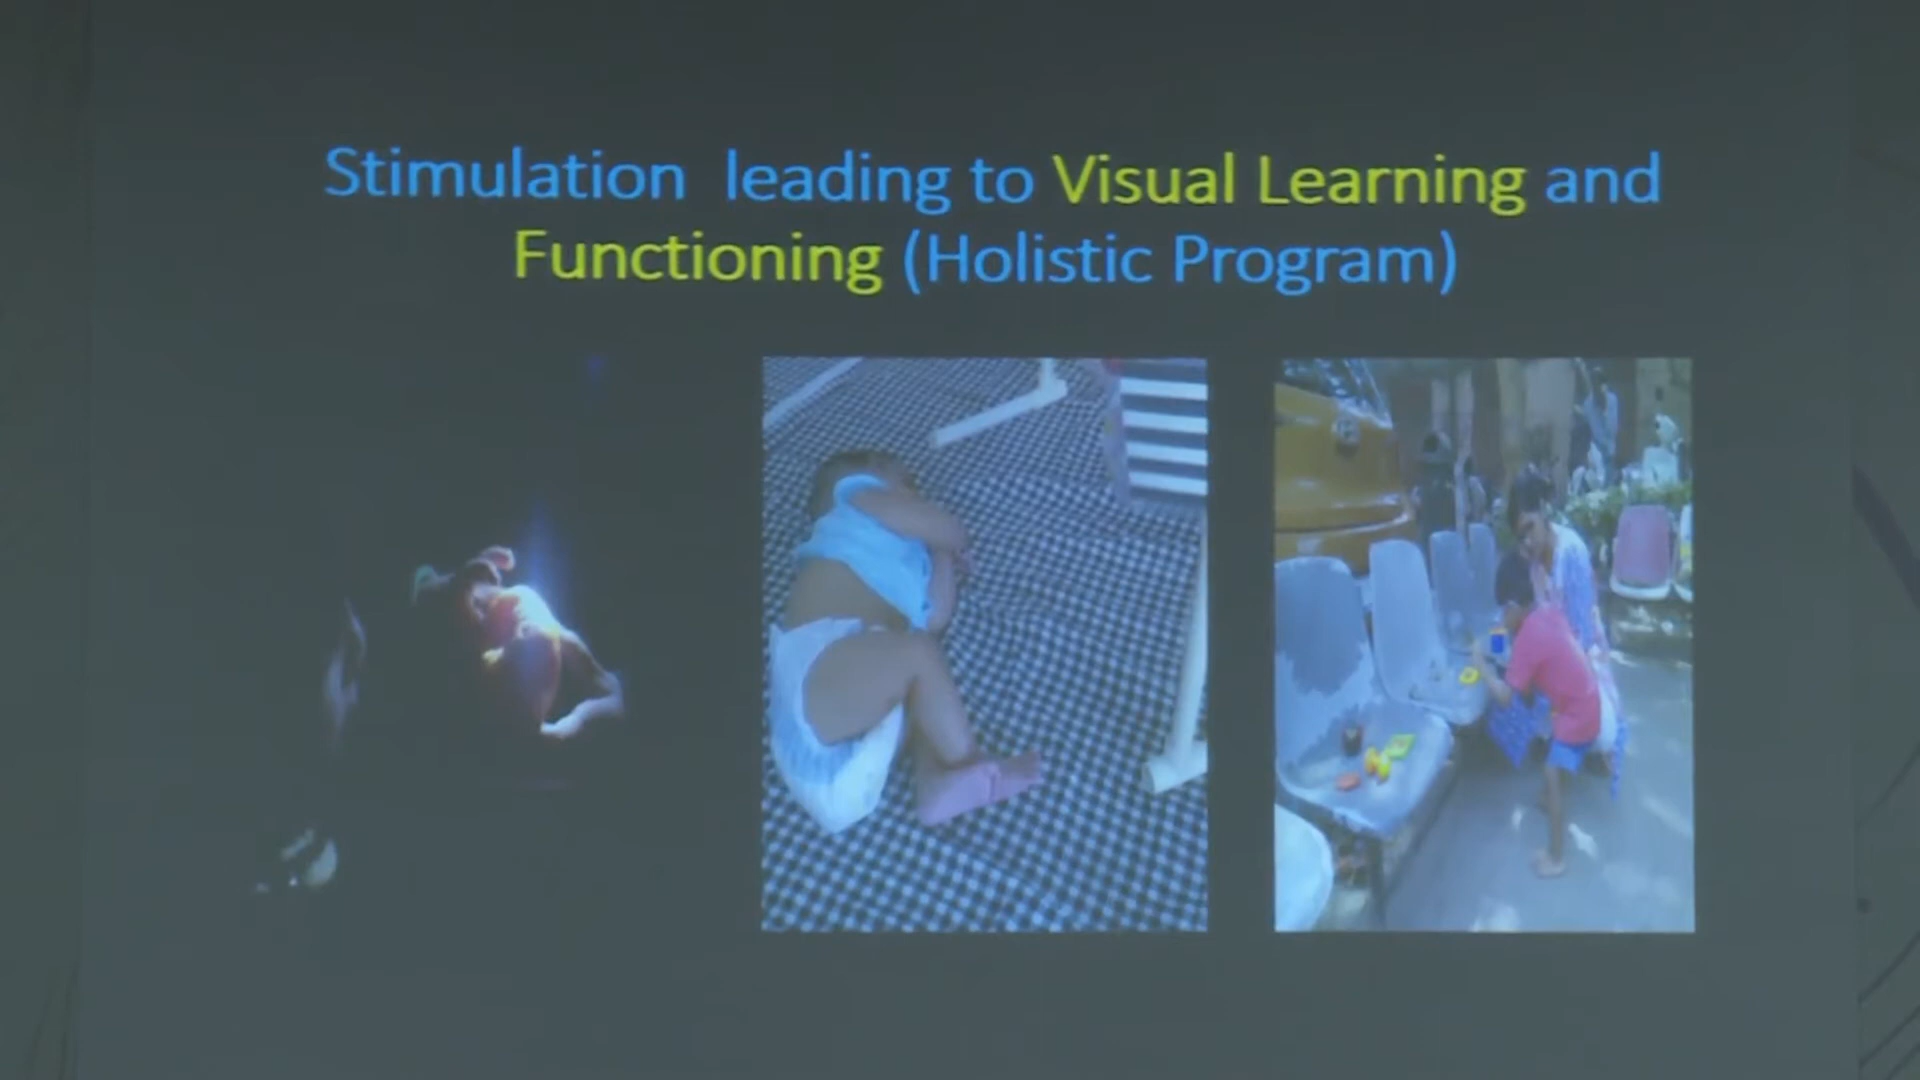 Stimulation leading to Visual Learning and
Functioning (Holistic Program)